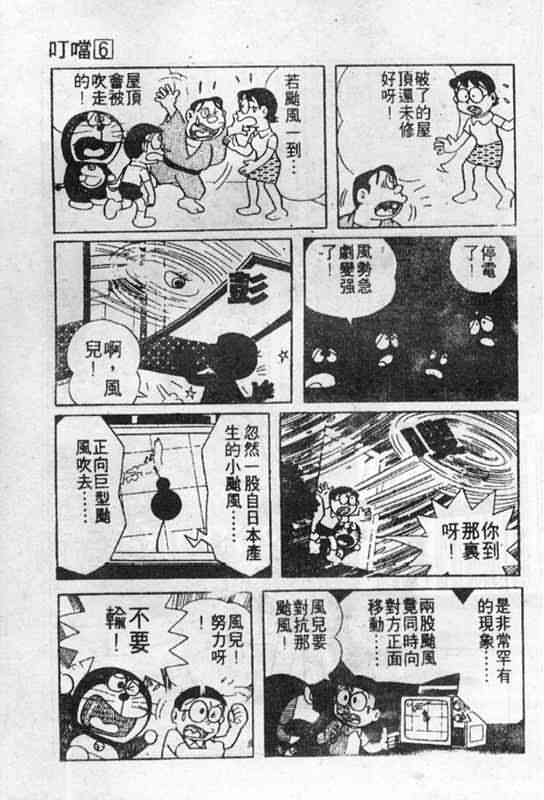 叮噹6
破了的屋
頂還未修
好呀！
若颱風一到…
屋頂
會被
吹走
的！
停電
了！
風勢急
劇變强
了！
彭
啊，風
兒！
你到
那裏
呀！
忽然一股自日本產
生的小颱風……
正向巨型颱
風吹去……
是非常罕有
的現象……
兩股颱風
竟同時向
對方正面
移動……
風兒要
對抗那
颱風！
風兒！
努力呀
！
不要
輸！